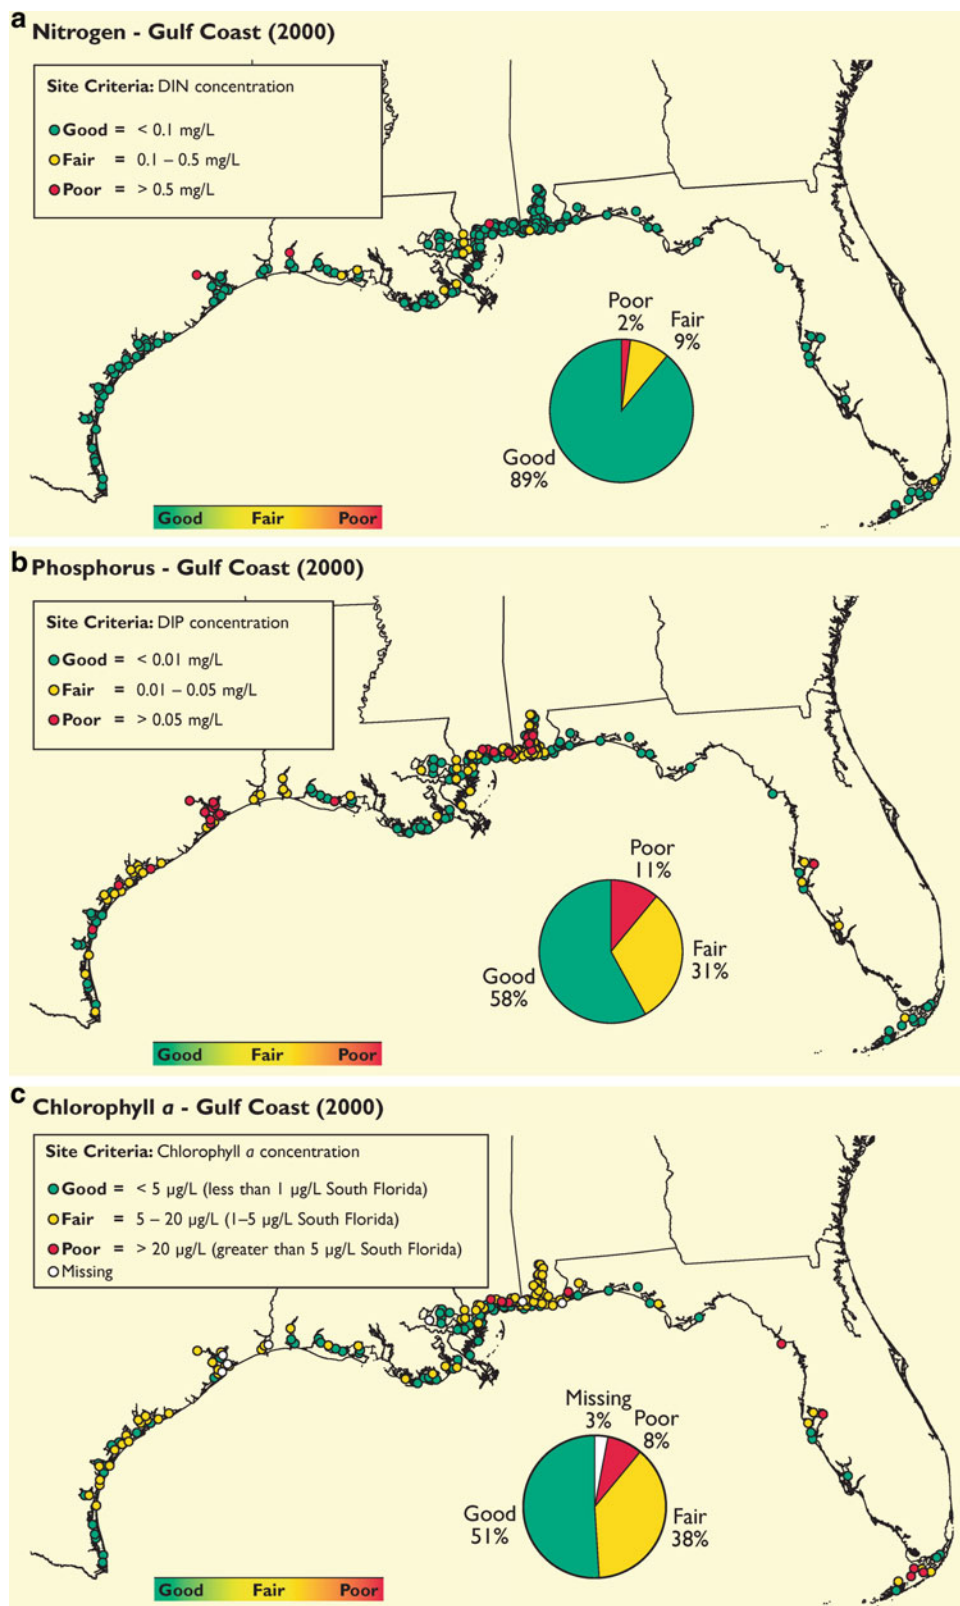 a
Nitrogen - Gulf Coast (2000)
Site Criteria: DIN concentration
Good = < 0.1 mg/L
Fair = 0.1 – 0.5 mg/L
Poor = > 0.5 mg/L
Poor
2%
Fair
9%
Good
89%
Good Fair Poor
b
Phosphorus - Gulf Coast (2000)
Site Criteria: DIP concentration
Good = < 0.01 mg/L
Fair = 0.01 – 0.05 mg/L
Poor = > 0.05 mg/L
Poor
11%
Fair
31%
Good
58%
Good Fair Poor
c
Chlorophyll a - Gulf Coast (2000)
Site Criteria: Chlorophyll a concentration
Good = < 5 µg/L (less than 1 µg/L South Florida)
Fair = 5 – 20 µg/L (1–5 µg/L South Florida)
Poor = > 20 µg/L (greater than 5 µg/L South Florida)
Missing
Missing
3%
Poor
8%
Good
51%
Fair
38%
Good Fair Poor